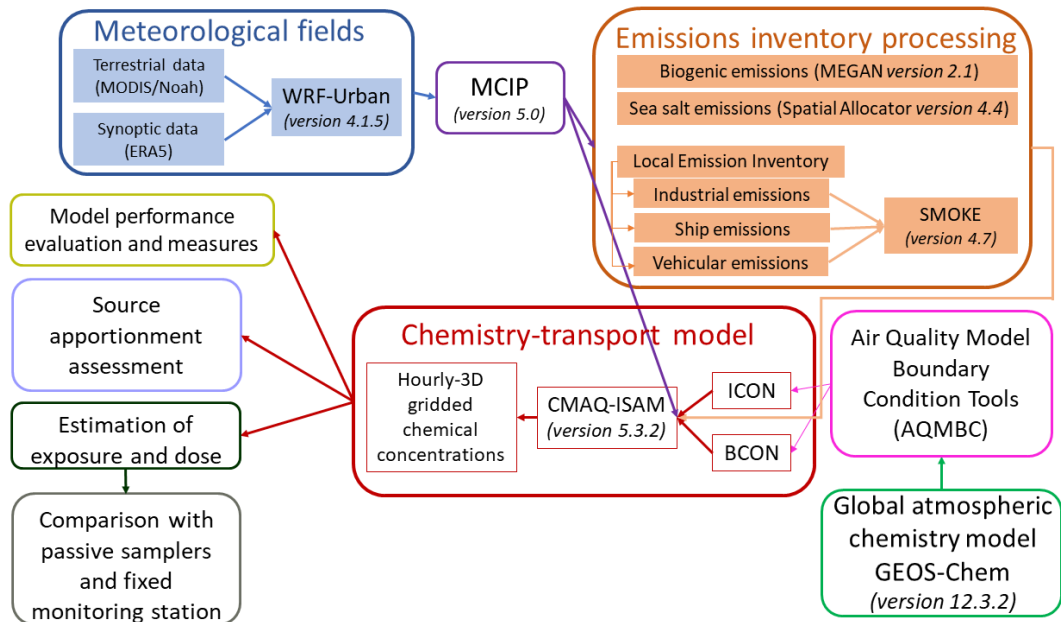 Meteorological fields
Terrestrial data
(MODIS/Noah)
Synoptic data
(ERA5)
WRF-Urban
(version 4.1.5)
MCIP
(version 5.0)
Emissions inventory processing
Biogenic emissions (MEGAN version 2.1)
Sea salt emissions (Spatial Allocator version 4.4)
Local Emission Inventory
Industrial emissions
Ship emissions
Vehicular emissions
SMOKE
(version 4.7)
Model performance
evaluation and measures
Source
apportionment
assessment
Estimation of
exposure and dose
Comparison with
passive samplers
and fixed
monitoring station
Chemistry-transport model
Hourly-3D
gridded
chemical
concentrations
CMAQ-ISAM
(version 5.3.2)
ICON
BCON
Air Quality Model
Boundary
Condition Tools
(AQMBC)
Global atmospheric
chemistry model
GEOS-Chem
(version 12.3.2)